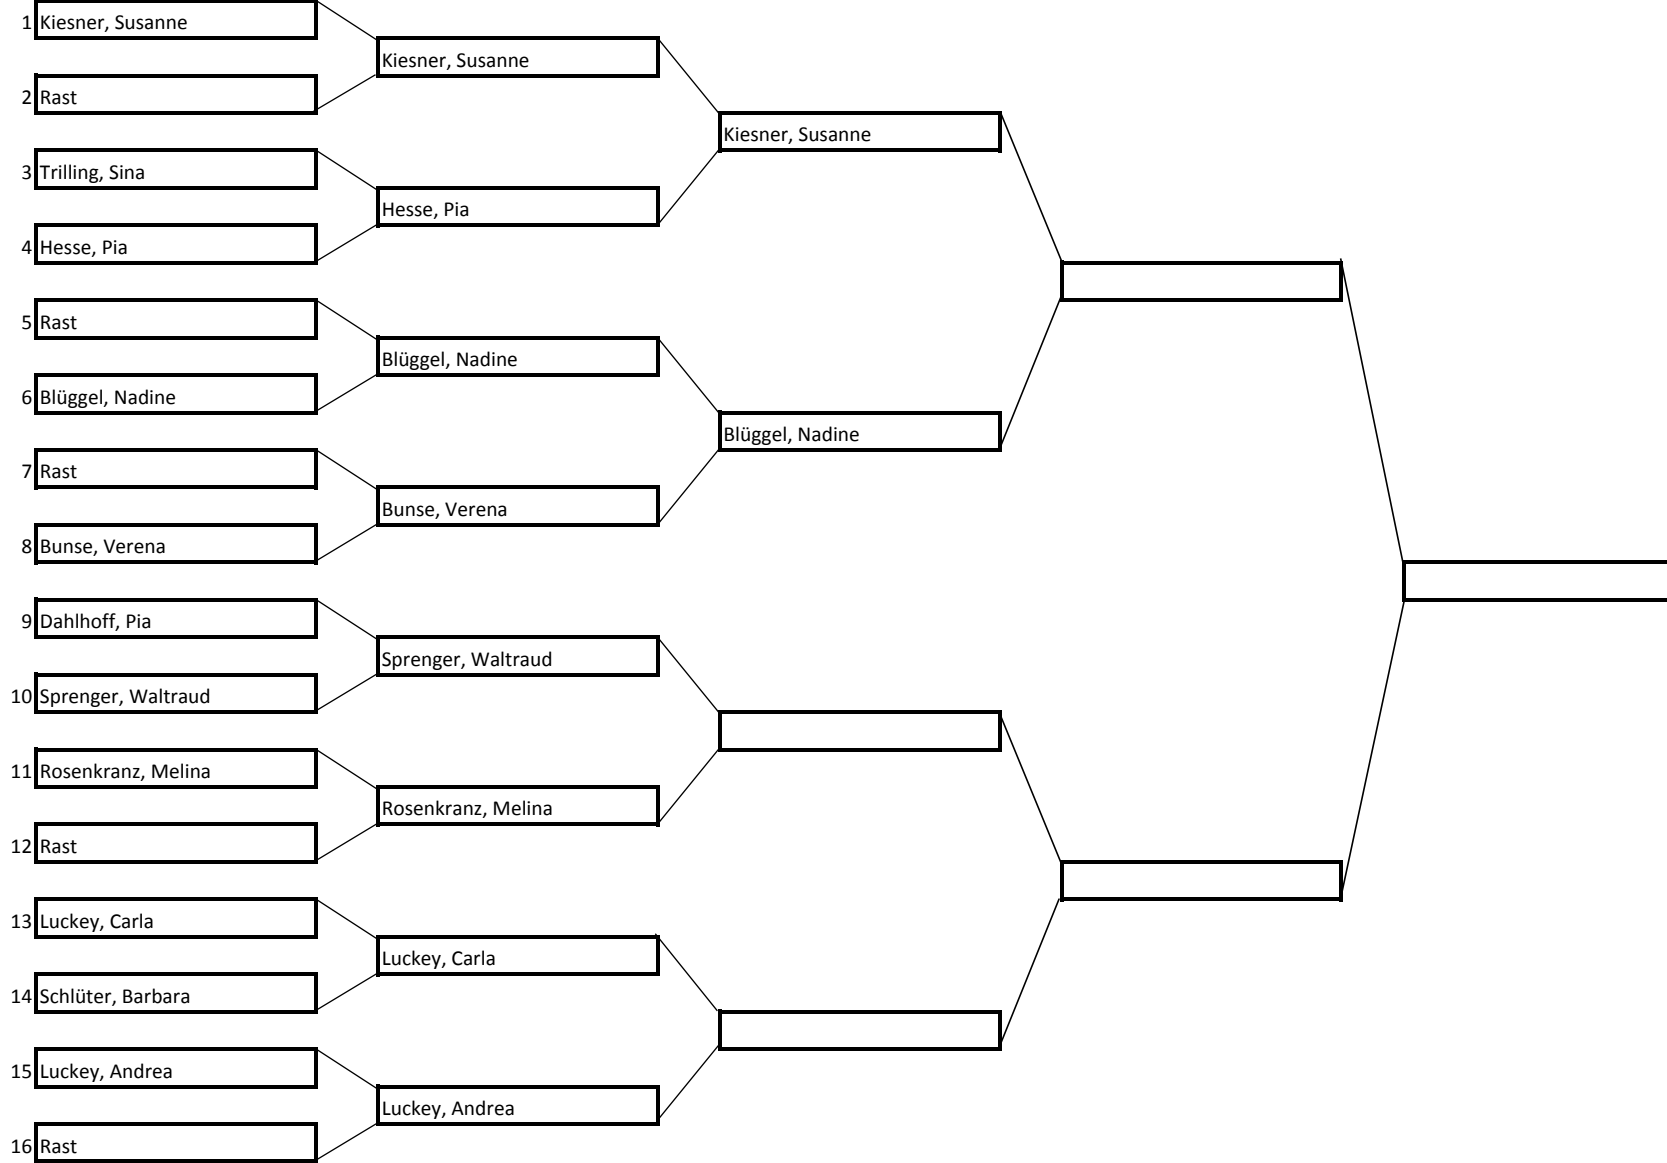 1 Kiesner, Susanne
Kiesner, Susanne
2 Rast
Kiesner, Susanne
3 Trilling, Sina
Hesse, Pia
4 Hesse, Pia
5 Rast
Blüggel, Nadine
6 Blüggel, Nadine
Blüggel, Nadine
7 Rast
Bunse, Verena
8 Bunse, Verena
9 Dahlhoff, Pia
Sprenger, Waltraud
10 Sprenger, Waltraud
11 Rosenkranz, Melina
Rosenkranz, Melina
12 Rast
13 Luckey, Carla
Luckey, Carla
14 Schlüter, Barbara
15 Luckey, Andrea
Luckey, Andrea
16 Rast